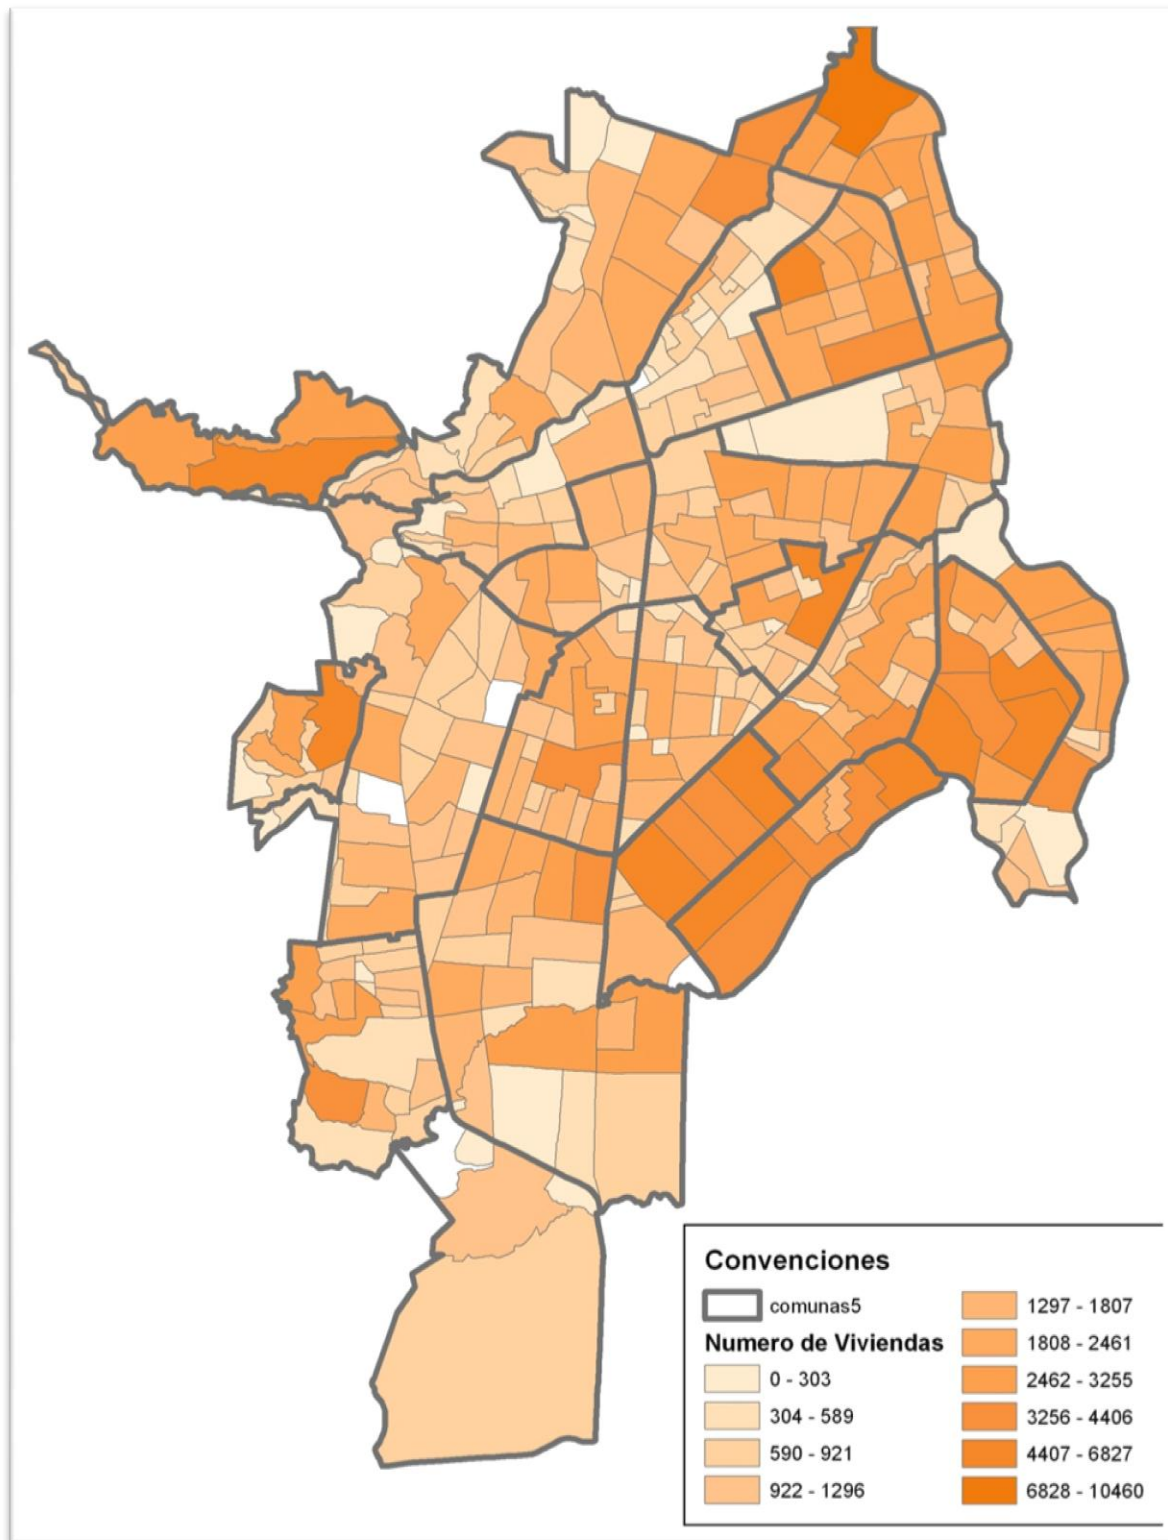 Convenciones
comunas5
Numero de Viviendas
0 - 303
304 - 589
590 - 921
922 - 1296
1297 - 1807
1808 - 2461
2462 - 3255
3256 - 4406
4407 - 6827
6828 - 10460